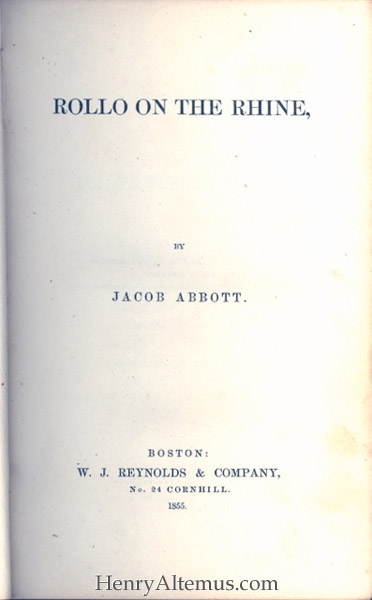 ROLLO ON THE RHINE,
BY
JACOB ABBOTT.
BOSTON:
W. J. REYNOLDS & COMPANY,
No. 24 CORNHILL.
1855.
HenryAltemus.com